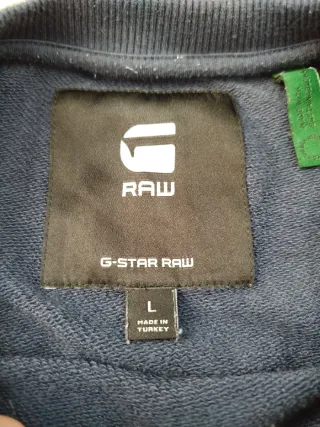 RAW
G-STAR RAW
L
MADE IN
TURKEY